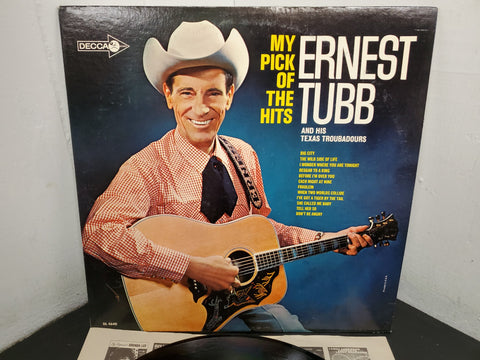 DECCA
MY
PICK
OF
THE
HITS
ERNEST
TUBB
AND HIS
TEXAS TROUBADOURS
BIG CITY
THE WILD SIDE OF LIFE
I WONDER WHERE YOU ARE TONIGHT
BEGGAR TO A KING
BEFORE I'M OVER YOU
EACH NIGHT AT NINE
FRAULEIN
WHEN TWO WORLDS COLLIDE
I'VE GOT A TIGER BY THE TAIL
SHE CALLED ME BABY
TELL HER SO
DON'T BE ANGRY